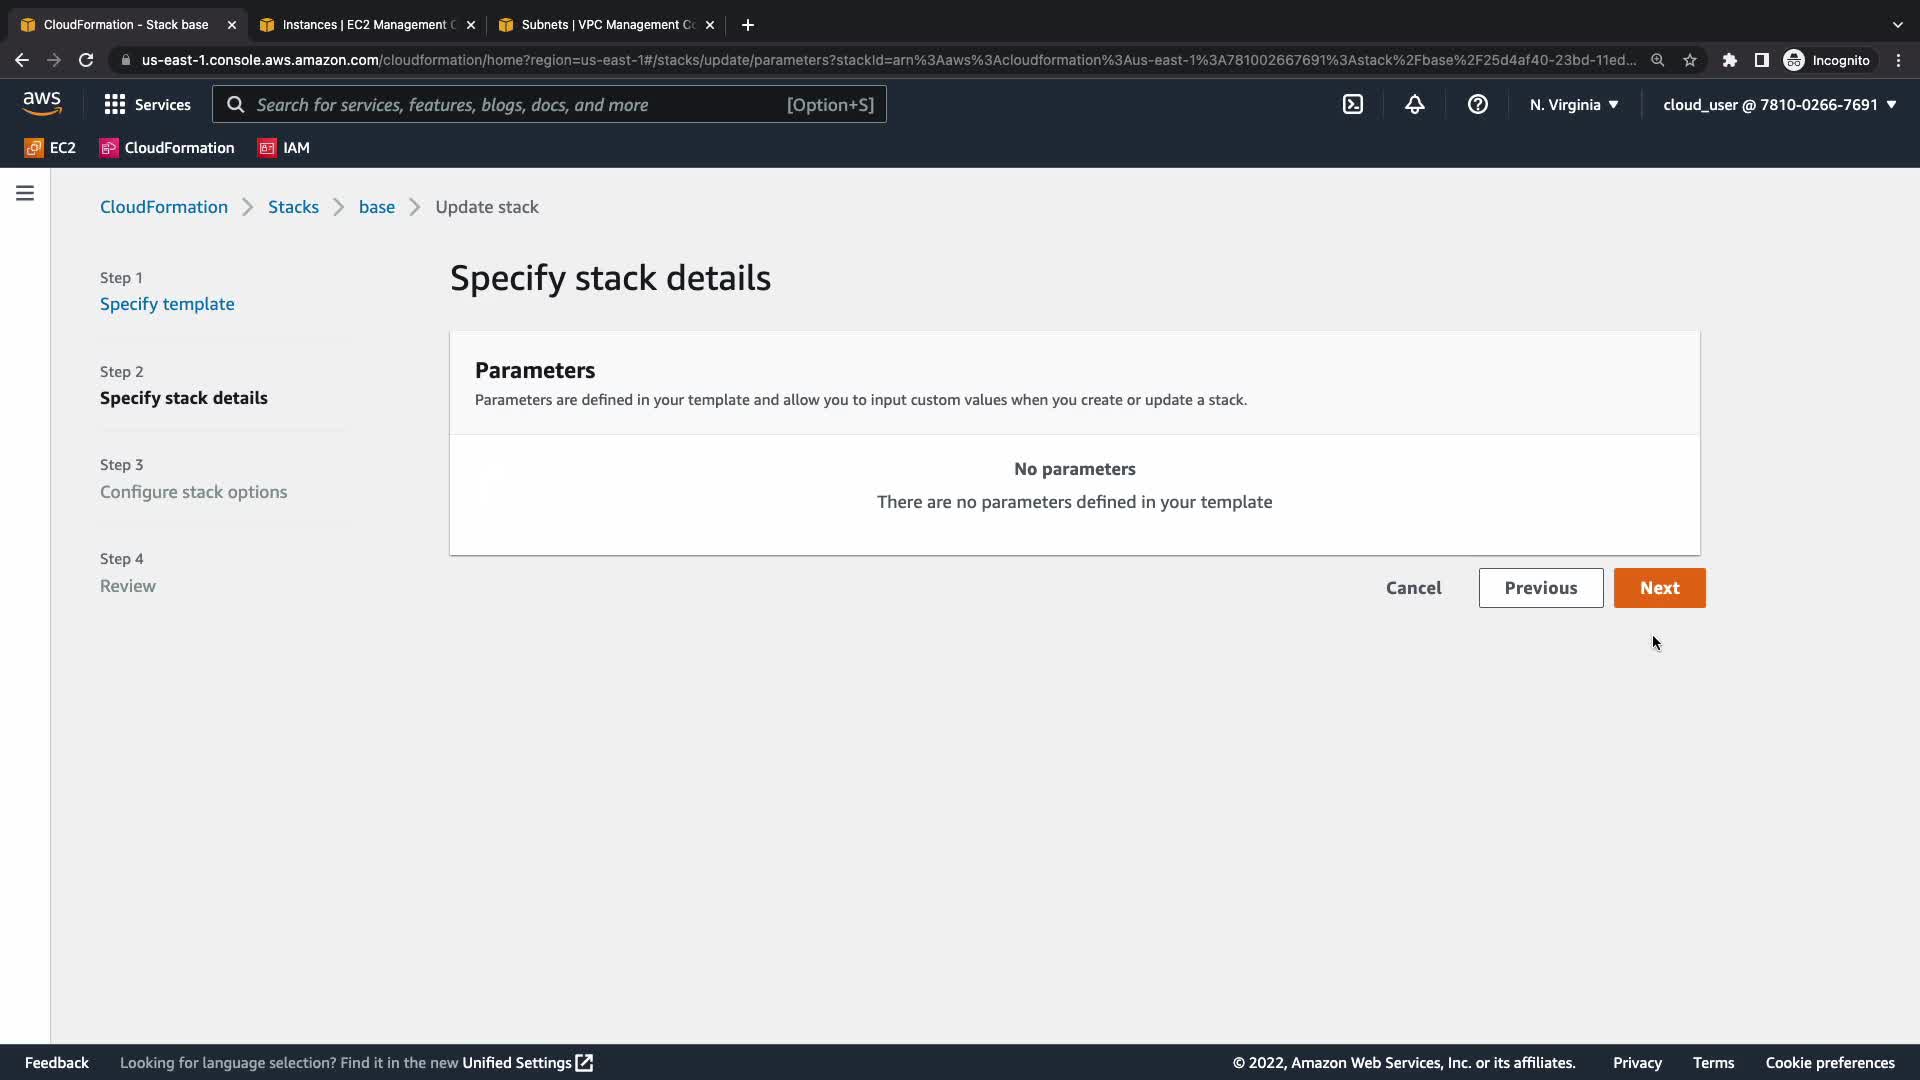 CloudFormation - Stack base
Instances | EC2 Management C
Subnets | VPC Management Co
us-east-1.console.aws.amazon.com/cloudformation/home?region=us-east-1#/stacks/update/parameters?stackId=arn%3Aaws%3Acloudformation%3Aus-east-1%3A781002667691%3Astack%2Fbase%2F25d4af40-23bd-11ed...
Incognito
aws
Services
Search for services, features, blogs, docs, and more
[Option+S]
N. Virginia
cloud_user @ 7810-0266-7691
EC2
CloudFormation
IAM
CloudFormation
Stacks
base
Update stack
Step 1
Specify template
Step 2
Specify stack details
Step 3
Configure stack options
Step 4
Review
Specify stack details
Parameters
Parameters are defined in your template and allow you to input custom values when you create or update a stack.
No parameters
There are no parameters defined in your template
Cancel
Previous
Next
Feedback
Looking for language selection? Find it in the new Unified Settings
© 2022, Amazon Web Services, Inc. or its affiliates.
Privacy
Terms
Cookie preferences